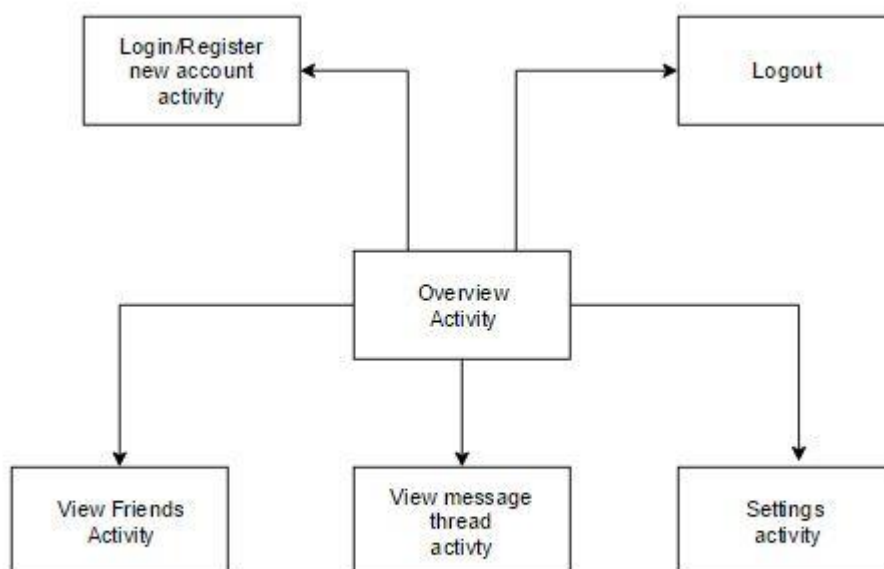 Login/Register
new account
activity
Logout
Overview
Activity
View Friends
Activity
View message
thread
activty
Settings
activity